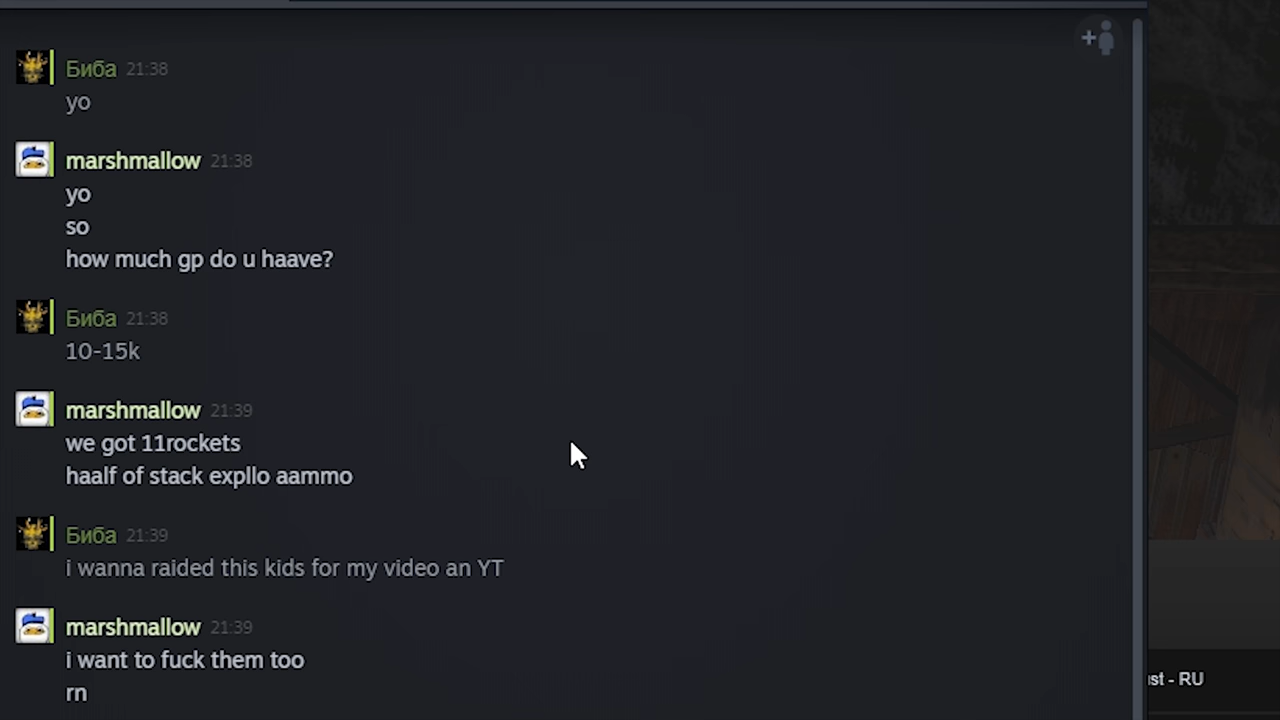 Биба 21:38
yo
marshmallow 21:38
yo
so
how much gp do u haave?
Биба 21:38
10-15k
marshmallow 21:39
we got 11rockets
haalf of stack expllo aammo
Биба 21:39
i wanna raided this kids for my video an YT
marshmallow 21:39
i want to fuck them too
rn
ust - RU